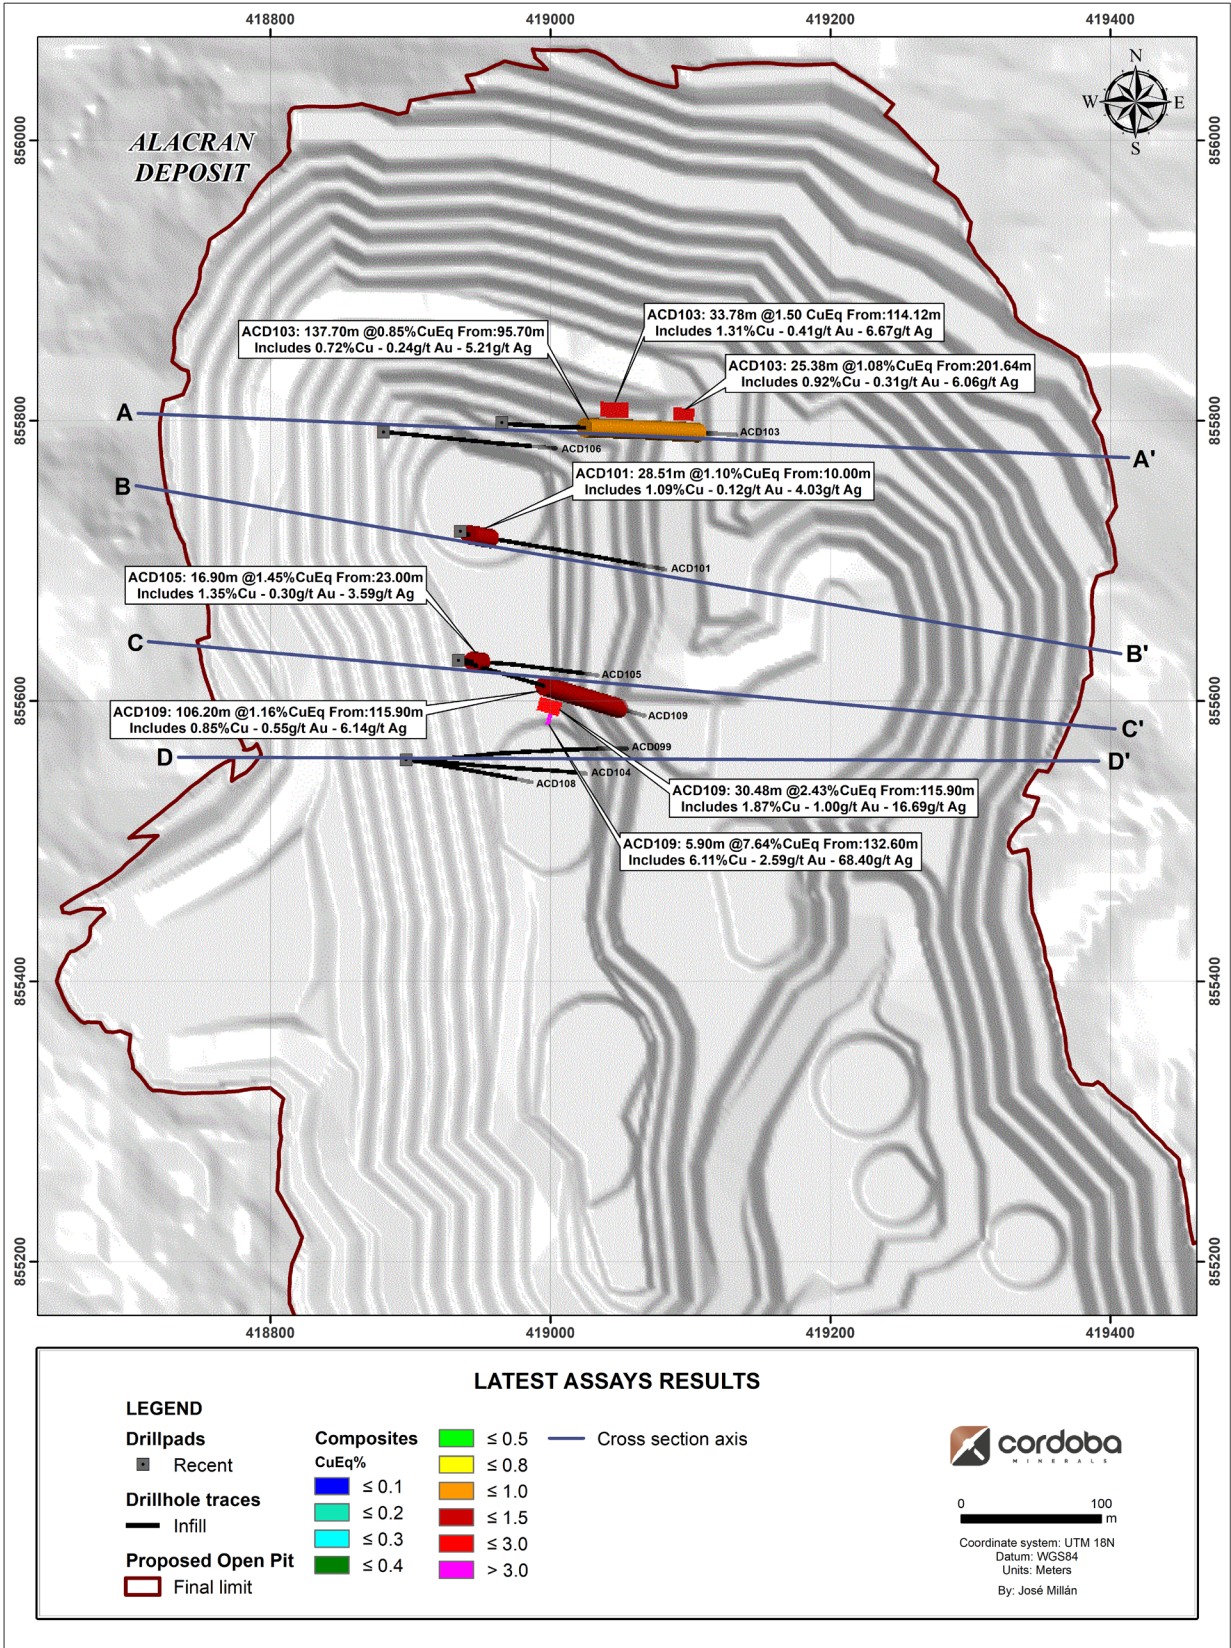 418800
419000
419200
419400
856000
856000
855800
855800
855600
855600
855400
855400
855200
855200
418800
419000
419200
419400
N
W
E
S
ALACRAN
DEPOSIT
ACD103: 33.78m @1.50 CuEq From:114.12m
Includes 1.31%Cu - 0.41g/t Au - 6.67g/t Ag
ACD103: 137.70m @0.85%CuEq From:95.70m
Includes 0.72%Cu - 0.24g/t Au - 5.21g/t Ag
ACD103: 25.38m @1.08%CuEq From:201.64m
Includes 0.92%Cu - 0.31g/t Au - 6.06g/t Ag
A
A'
ACD103
ACD106
ACD101: 28.51m @1.10%CuEq From:10.00m
Includes 1.09%Cu - 0.12g/t Au - 4.03g/t Ag
B
B'
ACD101
ACD105: 16.90m @1.45%CuEq From:23.00m
Includes 1.35%Cu - 0.30g/t Au - 3.59g/t Ag
C
C'
ACD105
ACD109
ACD109: 106.20m @1.16%CuEq From:115.90m
Includes 0.85%Cu - 0.55g/t Au - 6.14g/t Ag
D
D'
ACD099
ACD104
ACD108
ACD109: 30.48m @2.43%CuEq From:115.90m
Includes 1.87%Cu - 1.00g/t Au - 16.69g/t Ag
ACD109: 5.90m @7.64%CuEq From:132.60m
Includes 6.11%Cu - 2.59g/t Au - 68.40g/t Ag
LATEST ASSAYS RESULTS
LEGEND
Drillpads
Recent
Drillhole traces
Infill
Proposed Open Pit
Final limit
Composites
CuEq%
≤ 0.1
≤ 0.2
≤ 0.3
≤ 0.4
≤ 0.5
≤ 0.8
≤ 1.0
≤ 1.5
≤ 3.0
> 3.0
Cross section axis
cordoba
MINERALS
0
100
m
Coordinate system: UTM 18N
Datum: WGS84
Units: Meters
By: José Millán